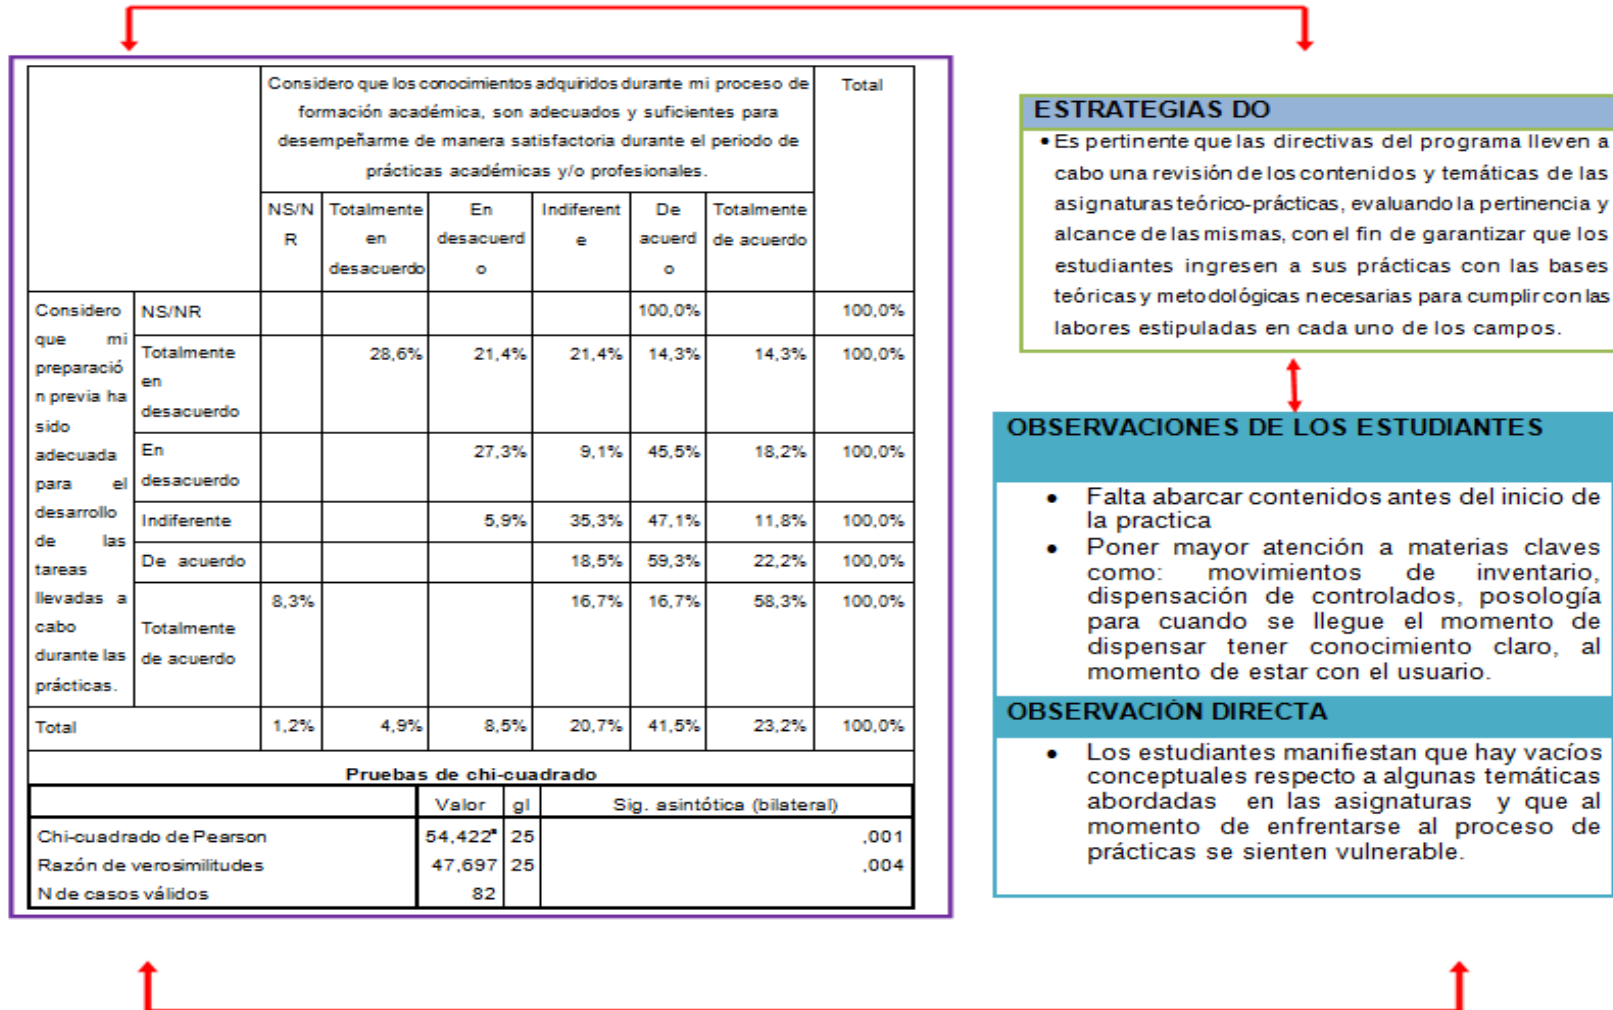 Considero que los conocimientos adquiridos durante mi proceso de
formación académica, son adecuados y suficientes para
desempeñarme de manera satisfactoria durante el periodo de
prácticas académicas y/o profesionales.
Total
NS/N
R
Totalmente
en
desacuerdo
En
desacuerd
o
Indiferent
e
De
acuerd
o
Totalmente
de acuerdo
Considero
que mi
preparació
n previa ha
sido
adecuada
para el
desarrollo
de las
tareas
llevadas a
cabo
durante las
prácticas.
NS/NR 100,0% 100,0%
Totalmente
en
desacuerdo
28,6% 21,4% 21,4% 14,3% 14,3% 100,0%
En
desacuerdo
27,3% 9,1% 45,5% 18,2% 100,0%
Indiferente 5,9% 35,3% 47,1% 11,8% 100,0%
De acuerdo 18,5% 59,3% 22,2% 100,0%
Totalmente
de acuerdo
8,3% 16,7% 16,7% 58,3% 100,0%
Total 1,2% 4,9% 8,5% 20,7% 41,5% 23,2% 100,0%
Pruebas de chi-cuadrado
Valor gl Sig. asintótica (bilateral)
Chi-cuadrado de Pearson 54,422ª 25 ,001
Razón de verosimilitudes 47,697 25 ,004
N de casos válidos 82
ESTRATEGIAS DO
• Es pertinente que las directivas del programa lleven a
cabo una revisión de los contenidos y temáticas de las
asignaturas teórico-prácticas, evaluando la pertinencia y
alcance de las mismas, con el fin de garantizar que los
estudiantes ingresen a sus prácticas con las bases
teóricas y metodológicas necesarias para cumplir con las
labores estipuladas en cada uno de los campos.
OBSERVACIONES DE LOS ESTUDIANTES
• Falta abarcar contenidos antes del inicio de
la practica
• Poner mayor atención a materias claves
como: movimientos de inventario,
dispensación de controlados, posología
para cuando se llegue el momento de
dispensar tener conocimiento claro, al
momento de estar con el usuario.
OBSERVACIÓN DIRECTA
• Los estudiantes manifiestan que hay vacíos
conceptuales respecto a algunas temáticas
abordadas en las asignaturas y que al
momento de enfrentarse al proceso de
prácticas se sienten vulnerable.